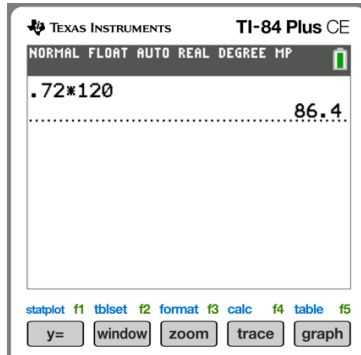 TEXAS INSTRUMENTS TI-84 Plus CE
NORMAL FLOAT AUTO REAL DEGREE MP
.72*120
86.4
statplot f1 tblset f2 format f3 calc f4 table f5
y= window zoom trace graph